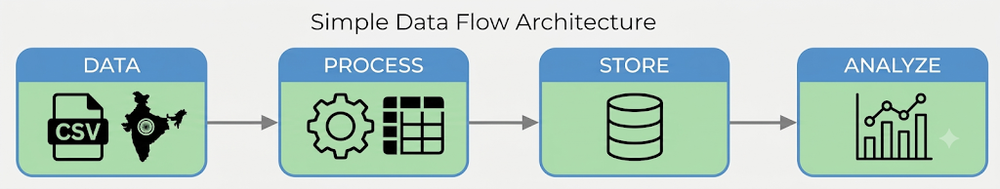 Simple Data Flow Architecture
DATA
PROCESS
STORE
ANALYZE
CSV